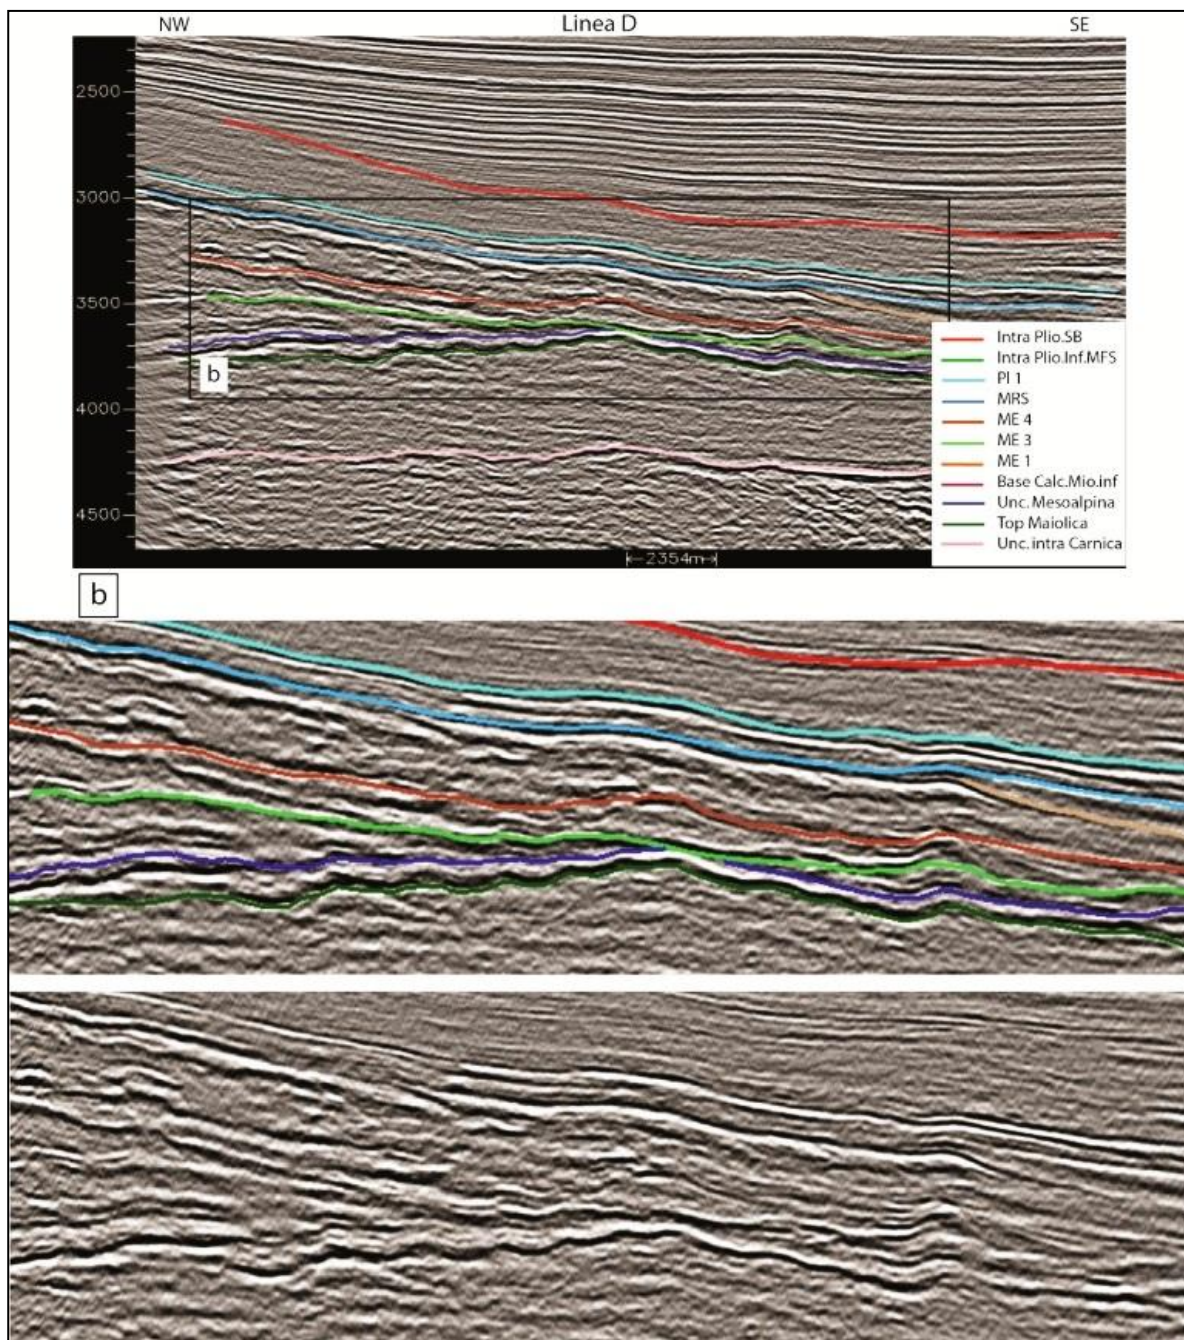 NW Linea D SE
2500
3000
3500
4000
4500
b
Intra Plio.SB
Intra Plio.Inf.MFS
Pl 1
MRS
ME 4
ME 3
ME 1
Base Calc.Mio.inf
Unc. Mesoalpina
Top Maiolica
Unc. intra Carnica
2354m
b